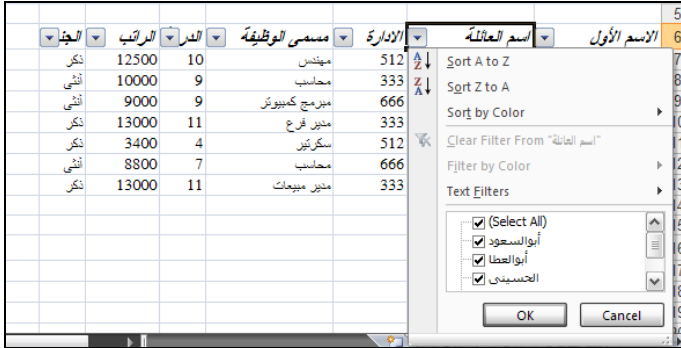 5
6 الاسم الأول اسم العائلة الادارة مسمى الوظيفة الدر الراتب الجنـ
512 مهندس 10 12500 ذكر
333 محاسب 9 10000 أنثى
666 مبرمج كمبيوتر 9 9000 أنثى
333 مدير فرع 11 13000 ذكر
512 سكرتير 4 3400 ذكر
666 محاسب 7 8800 أنثى
333 مدير مبيعات 11 13000 ذكر
Sort A to Z
Sort Z to A
Sort by Color
Clear Filter From "اسم العائلة"
Filter by Color
Text Filters
(Select All)
أبوالسعود
أبوالعطا
الحسيني
OK Cancel